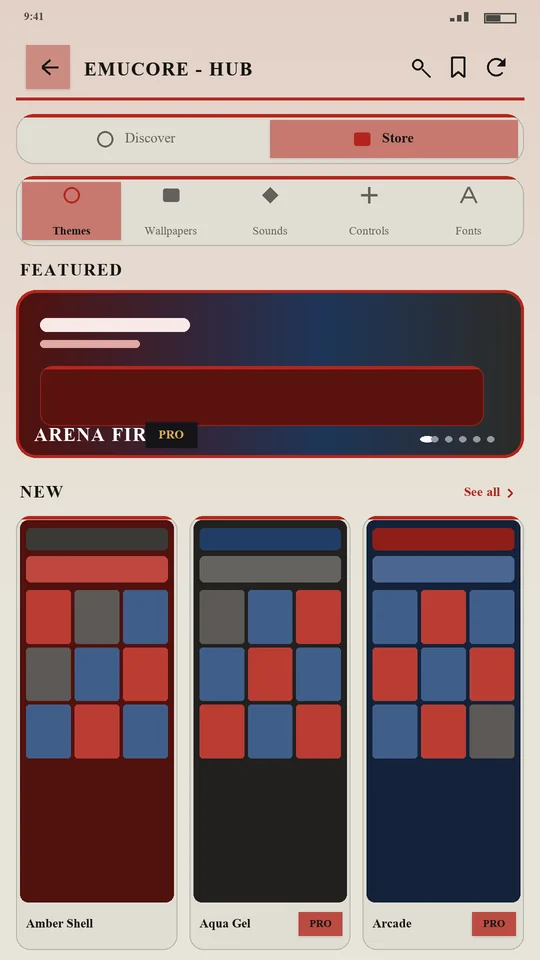 9:41
EMUCORE - HUB
Discover
Store
Themes
Wallpapers
Sounds
Controls
Fonts
FEATURED
ARENA FIR
PRO
NEW
See all
Amber Shell
Aqua Gel
PRO
Arcade
PRO